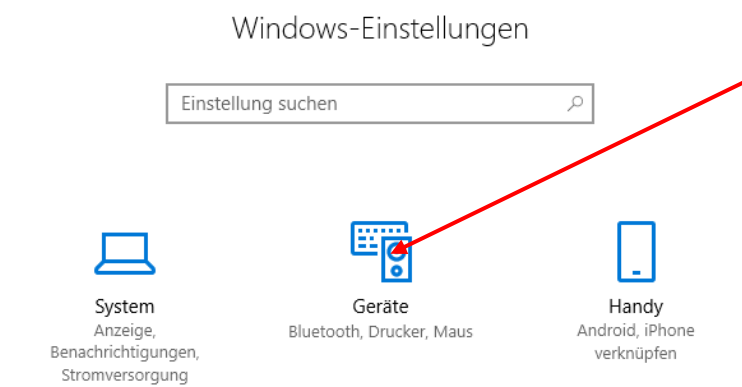 Windows-Einstellungen
Einstellung suchen
System
Anzeige,
Benachrichtigungen,
Stromversorgung
Geräte
Bluetooth, Drucker, Maus
Handy
Android, iPhone
verknüpfen